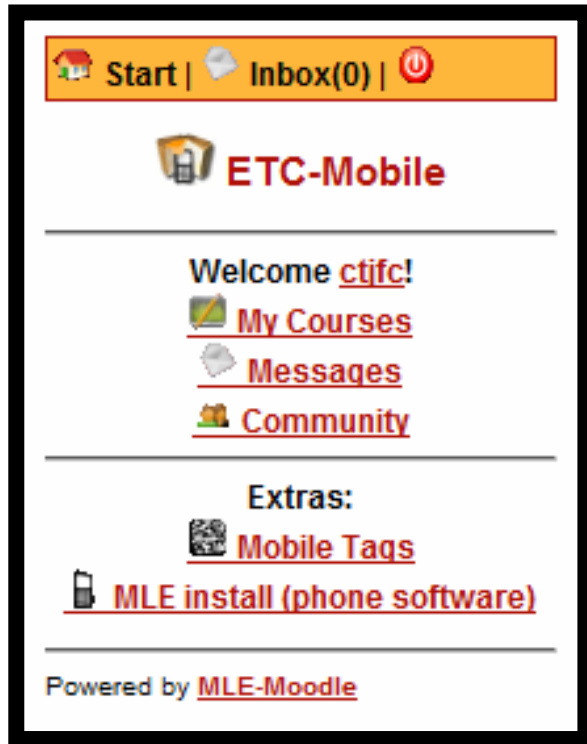 Start | Inbox(0) |
ETC-Mobile
Welcome ctjfc!
My Courses
Messages
Community
Extras:
Mobile Tags
MLE install (phone software)
Powered by MLE-Moodle